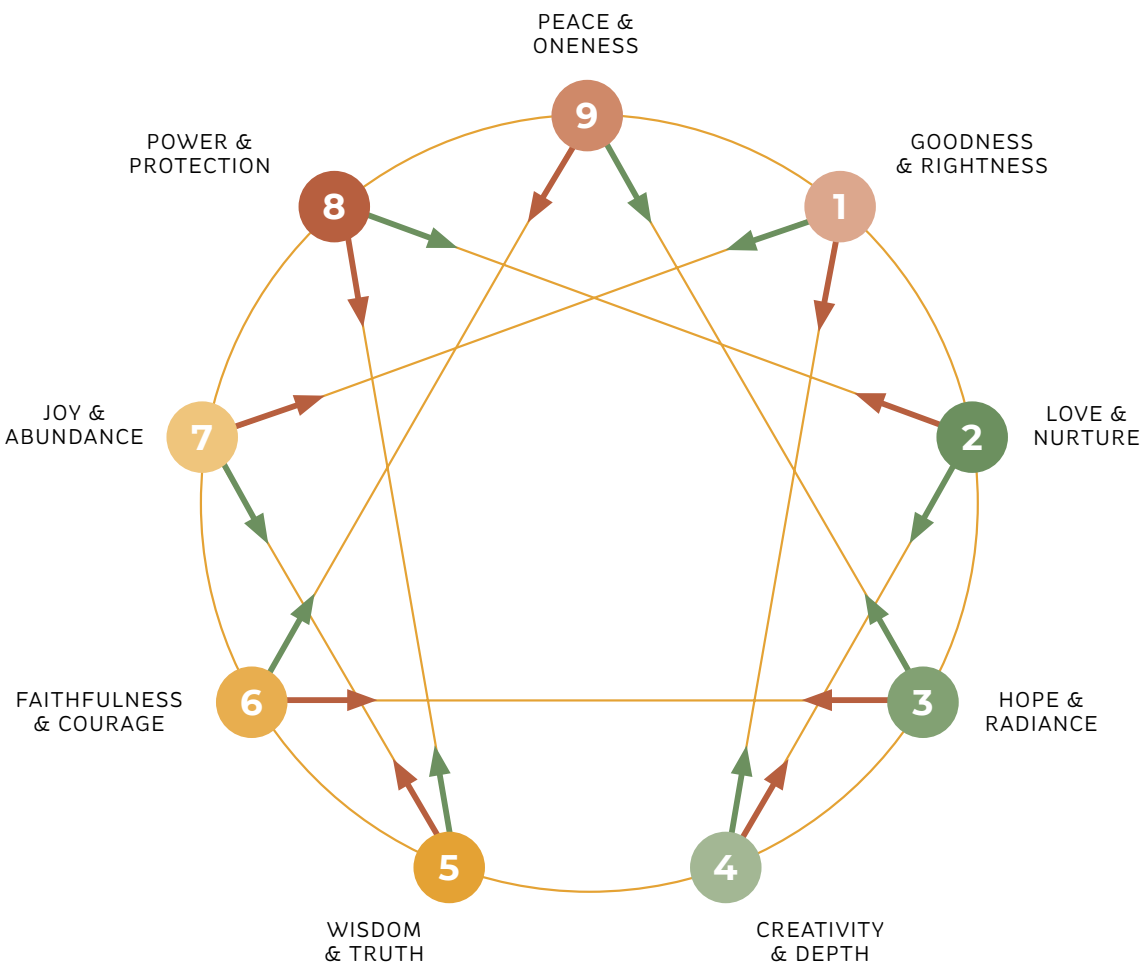 PEACE &
ONENESS
9
POWER &
PROTECTION
8
GOODNESS
& RIGHTNESS
1
JOY &
ABUNDANCE
7
LOVE &
NURTURE
2
FAITHFULNESS
& COURAGE
6
HOPE &
RADIANCE
3
5
WISDOM
& TRUTH
4
CREATIVITY
& DEPTH